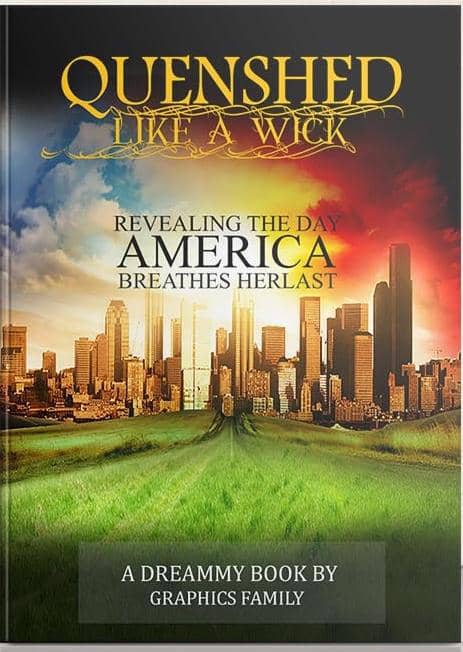 QUENSHED
LIKE A WICK
REVEALING THE DAY
AMERICA
BREATHES HERLAST
A DREAMMY BOOK BY
GRAPHICS FAMILY